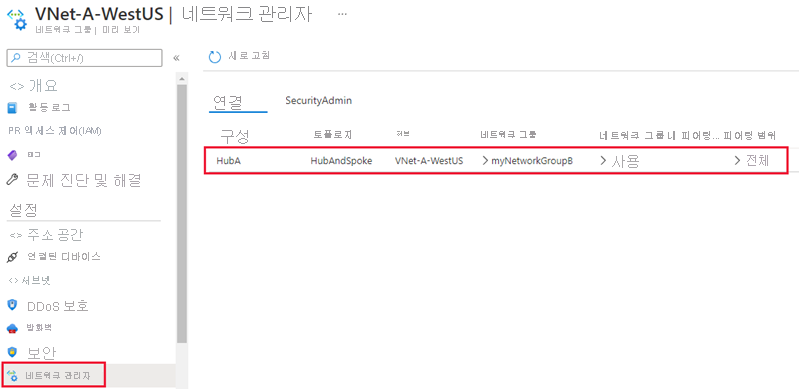 VNet-A-WestUS | 네트워크 관리자 ...
네트워크 그룹 | 미리 보기
검색(Ctrl+/) «
<> 개요
활동 로그
PR 액세스 제어(IAM)
태그
문제 진단 및 해결
설정
<> 주소 공간
연결된 디바이스
<> 서브넷
DDoS 보호
방화벽
보안
네트워크 관리자
새로 고침
연결 SecurityAdmin
구성 토폴로지 허브 네트워크 그룹 네트워크 그룹 내 피어링... 피어링 범위
HubA HubAndSpoke VNet-A-WestUS > myNetworkGroupB > 사용 > 전체